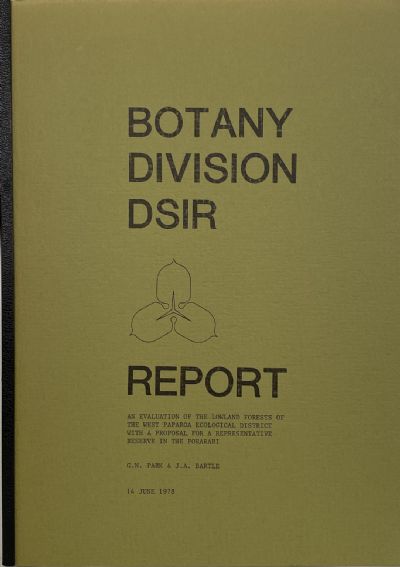 BOTANY
DIVISION
DSIR
REPORT
AN EVALUATION OF THE LOWLAND FORESTS OF
THE WEST PAPAROA ECOLOGICAL DISTRICT
WITH A PROPOSAL FOR A REPRESENTATIVE
RESERVE IN THE PORARARI
G.N. PARK & J.A. BARTLE
14 JUNE 1978